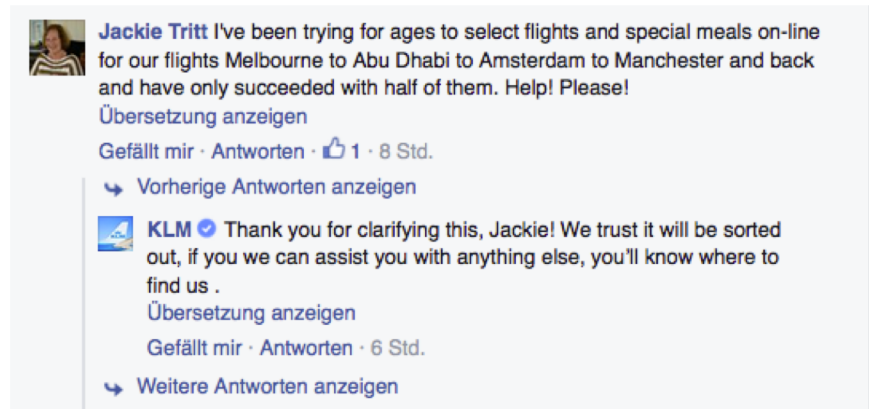 Jackie Tritt I've been trying for ages to select flights and special meals on-line
for our flights Melbourne to Abu Dhabi to Amsterdam to Manchester and back
and have only succeeded with half of them. Help! Please!
Übersetzung anzeigen
Gefällt mir · Antworten · 1 · 8 Std.
Vorherige Antworten anzeigen
KLM Thank you for clarifying this, Jackie! We trust it will be sorted
out, if you we can assist you with anything else, you'll know where to
find us .
Übersetzung anzeigen
Gefällt mir · Antworten · 6 Std.
Weitere Antworten anzeigen